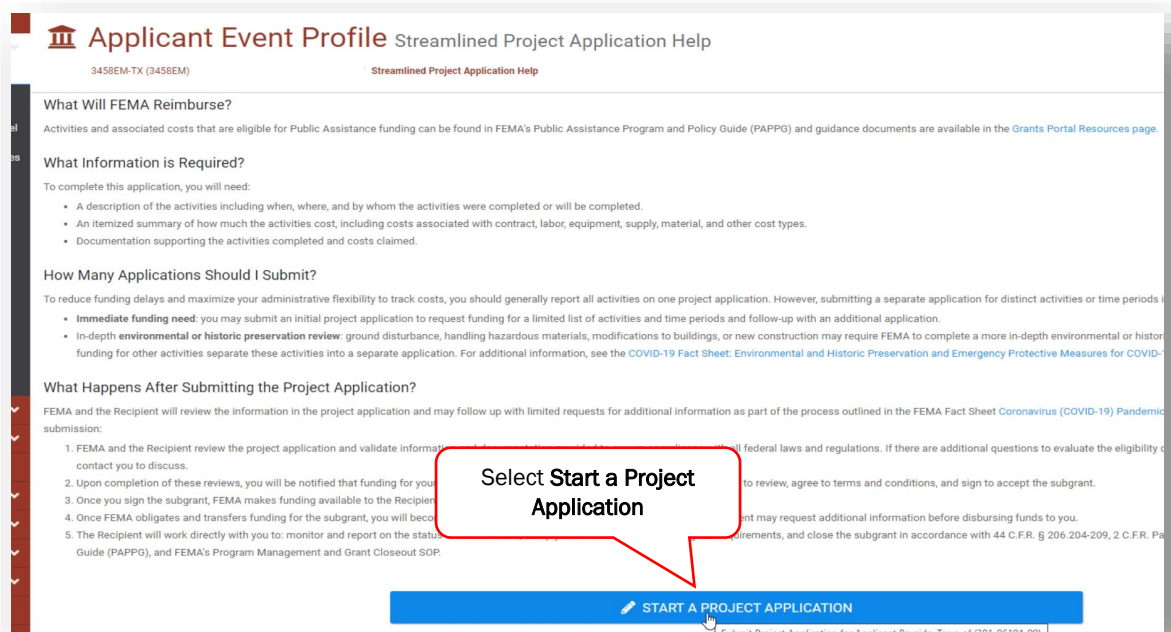 Applicant Event Profile Streamlined Project Application Help
3458EM-TX (3458EM) Streamlined Project Application Help
What Will FEMA Reimburse?
Activities and associated costs that are eligible for Public Assistance funding can be found in FEMA's Public Assistance Program and Policy Guide (PAPPG) and guidance documents are available in the Grants Portal Resources page.
What Information is Required?
To complete this application, you will need:
• A description of the activities including when, where, and by whom the activities were completed or will be completed.
• An itemized summary of how much the activities cost, including costs associated with contract, labor, equipment, supply, material, and other cost types.
• Documentation supporting the activities completed and costs claimed.
How Many Applications Should I Submit?
To reduce funding delays and maximize your administrative flexibility to track costs, you should generally report all activities on one project application. However, submitting a separate application for distinct activities or time periods i
• Immediate funding need: you may submit an initial project application to request funding for a limited list of activities and time periods and follow-up with an additional application.
• In-depth environmental or historic preservation review: ground disturbance, handling hazardous materials, modifications to buildings, or new construction may require FEMA to complete a more in-depth environmental or histori
funding for other activities separate these activities into a separate application. For additional information, see the COVID-19 Fact Sheet: Environmental and Historic Preservation and Emergency Protective Measures for COVID-
What Happens After Submitting the Project Application?
FEMA and the Recipient will review the information in the project application and may follow up with limited requests for additional information as part of the process outlined in the FEMA Fact Sheet Coronavirus (COVID-19) Pandemic
submission:
1. FEMA and the Recipient review the project application and validate all federal laws and regulations. If there are additional questions to evaluate the eligibility
contact you to discuss.
2. Upon completion of these reviews, you will be notified that funding for your to review, agree to terms and conditions, and sign to accept the subgrant.
3. Once you sign the subgrant, FEMA makes funding available to the Recipient
4. Once FEMA obligates and transfers funding for the subgrant, you will may request additional information before disbursing funds to you.
5. The Recipient will work directly with you to: monitor and report on the status and close the subgrant in accordance with 44 C.F.R. § 206.204-209, 2 C.F.R. Pa
Guide (PAPPG), and FEMA's Program Management and Grant Closeout SOP.
Select Start a Project
Application
START A PROJECT APPLICATION